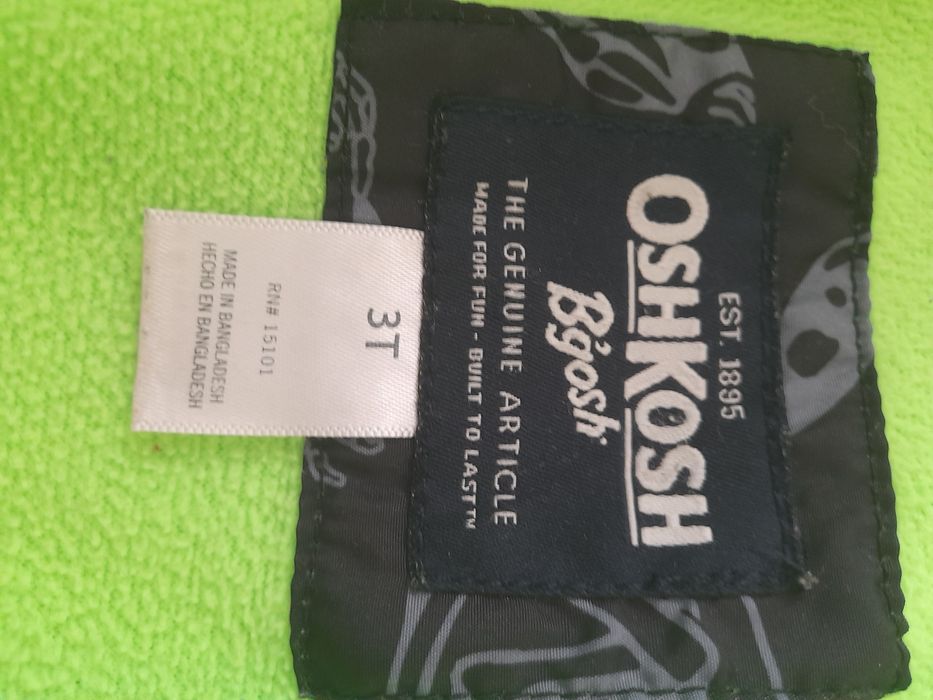 EST. 1895
OSHKOSH
B'gosh
THE GENUINE ARTICLE
MADE FOR FUN - BUILT TO LAST™
3T
RN# 15101
MADE IN BANGLADESH
HECHO EN BANGLADESH